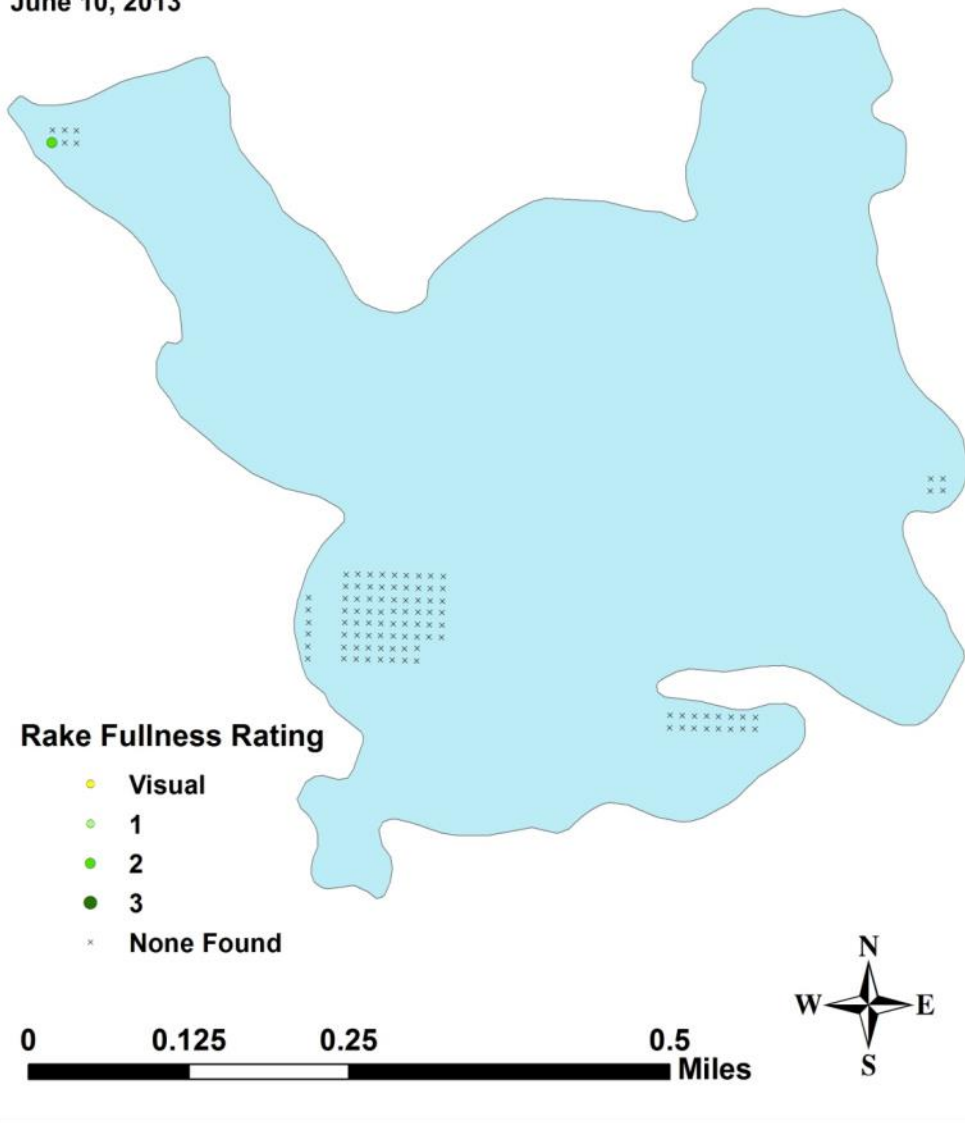 June 10, 2013
Rake Fullness Rating
Visual
1
2
3
None Found
N
W E
S
0 0.125 0.25 0.5
Miles